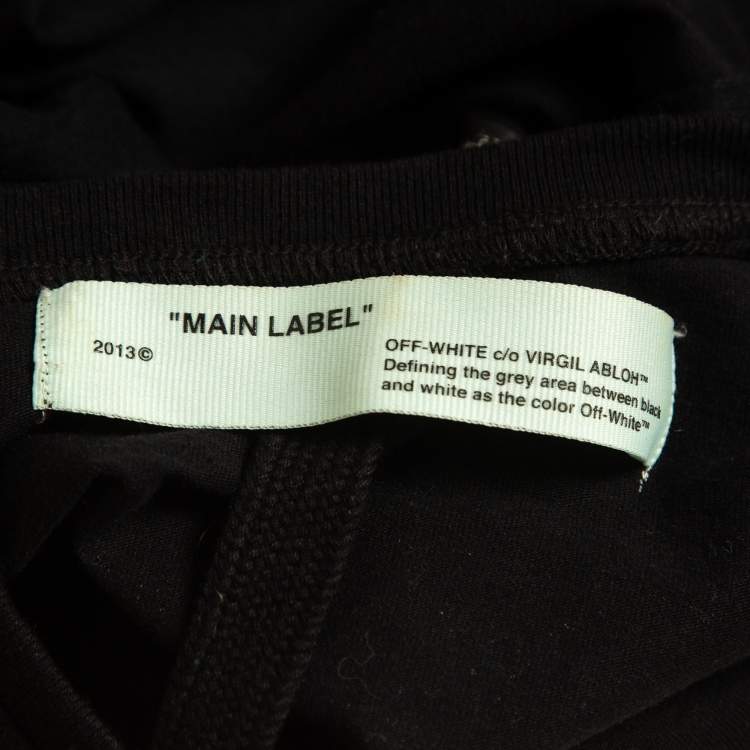 "MAIN LABEL"
2013©
OFF-WHITE c/o VIRGIL ABLOH™
Defining the grey area between black
and white as the color Off-White™